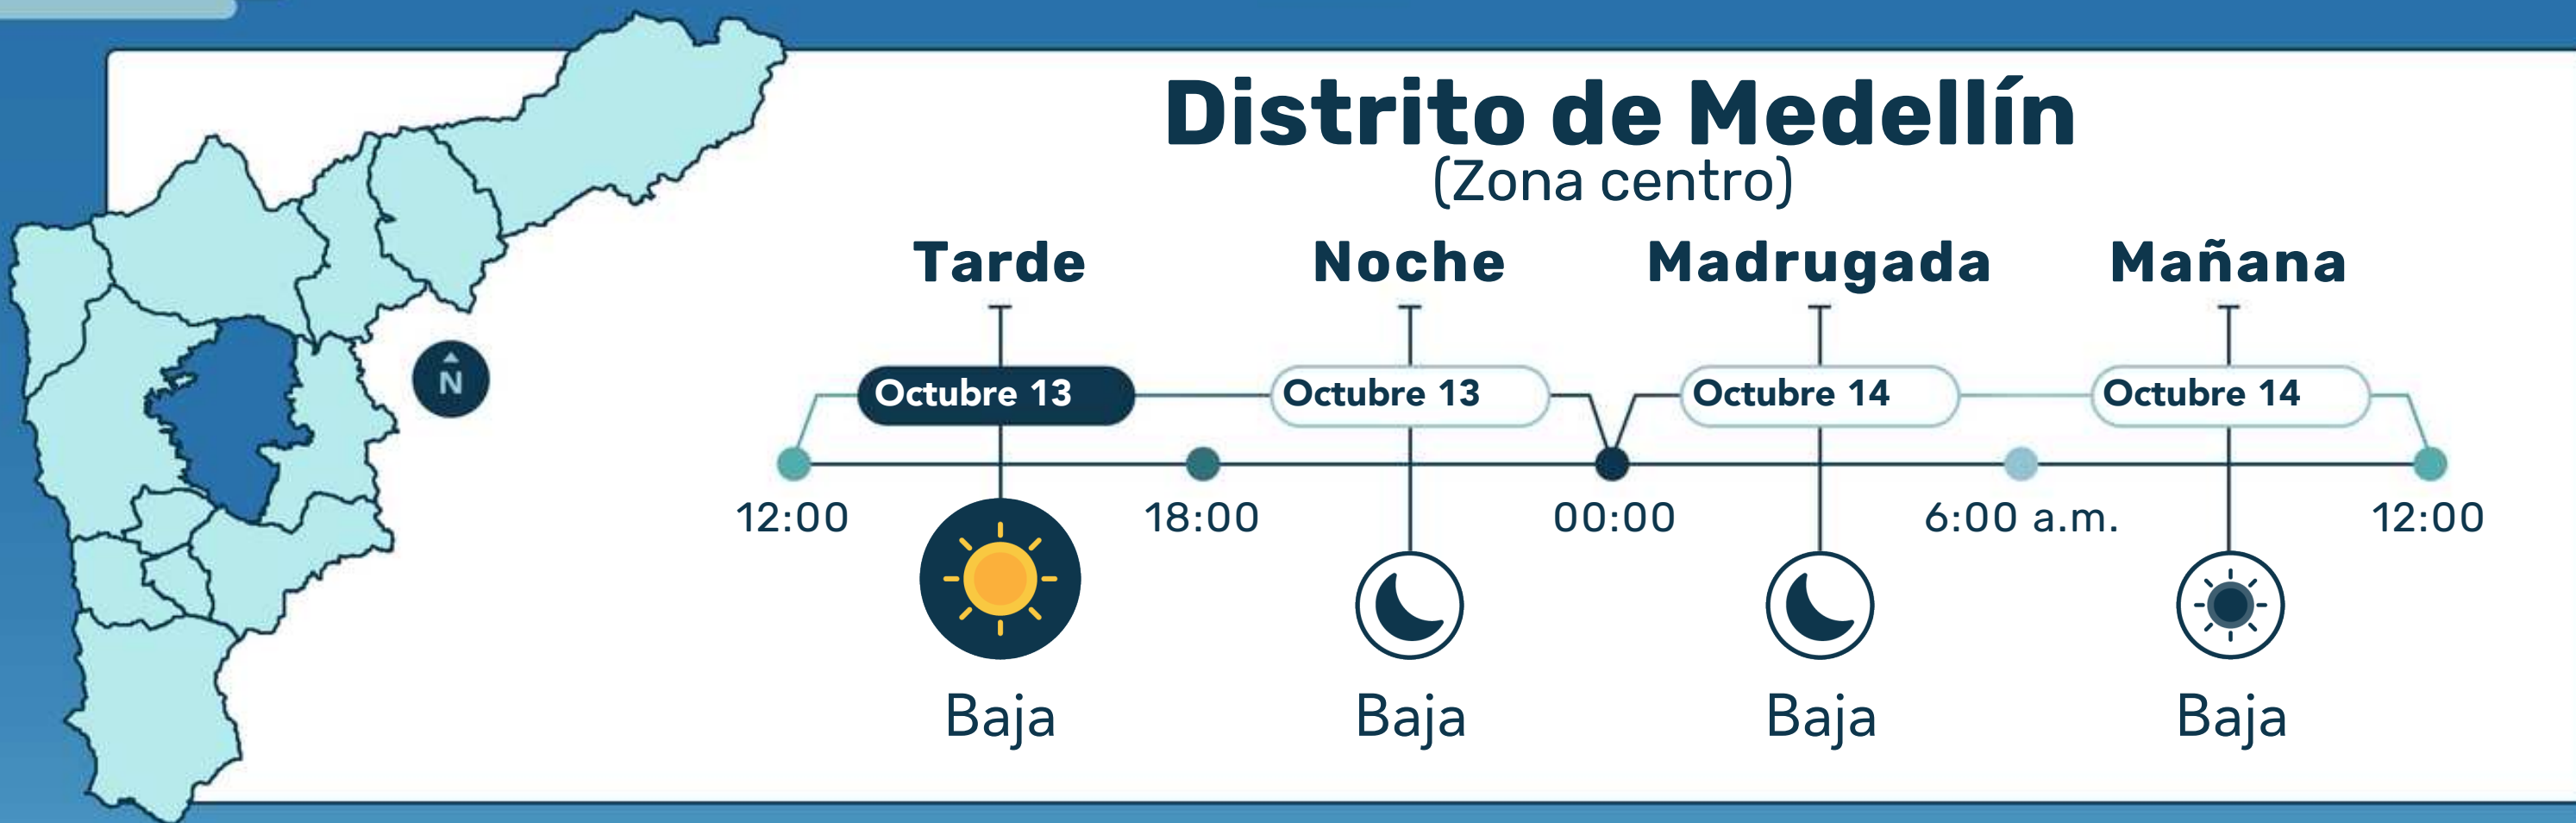 Distrito de Medellín
(Zona centro)
Tarde Noche Madrugada Mañana
Octubre 13 Octubre 13 Octubre 14 Octubre 14
N
12:00 18:00 00:00 6:00 a.m. 12:00
Baja Baja Baja Baja